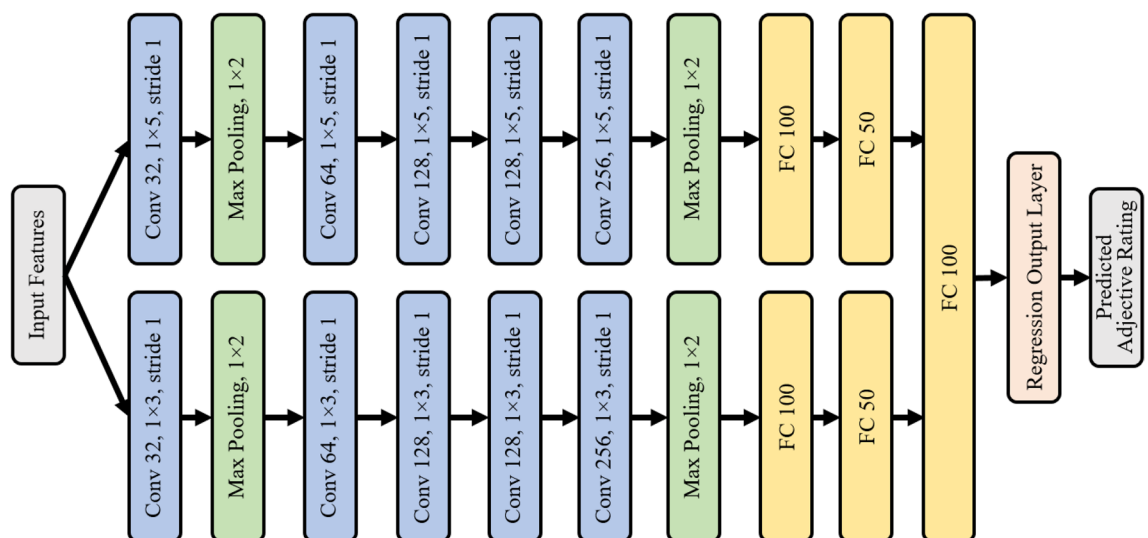 Input Features
Conv 32, 1×5, stride 1
Max Pooling, 1×2
Conv 64, 1×5, stride 1
Conv 128, 1×5, stride 1
Conv 128, 1×5, stride 1
Conv 256, 1×5, stride 1
Max Pooling, 1×2
FC 100
FC 50
Conv 32, 1×3, stride 1
Max Pooling, 1×2
Conv 64, 1×3, stride 1
Conv 128, 1×3, stride 1
Conv 128, 1×3, stride 1
Conv 256, 1×3, stride 1
Max Pooling, 1×2
FC 100
FC 50
FC 100
Regression Output Layer
Predicted
Adjective Rating